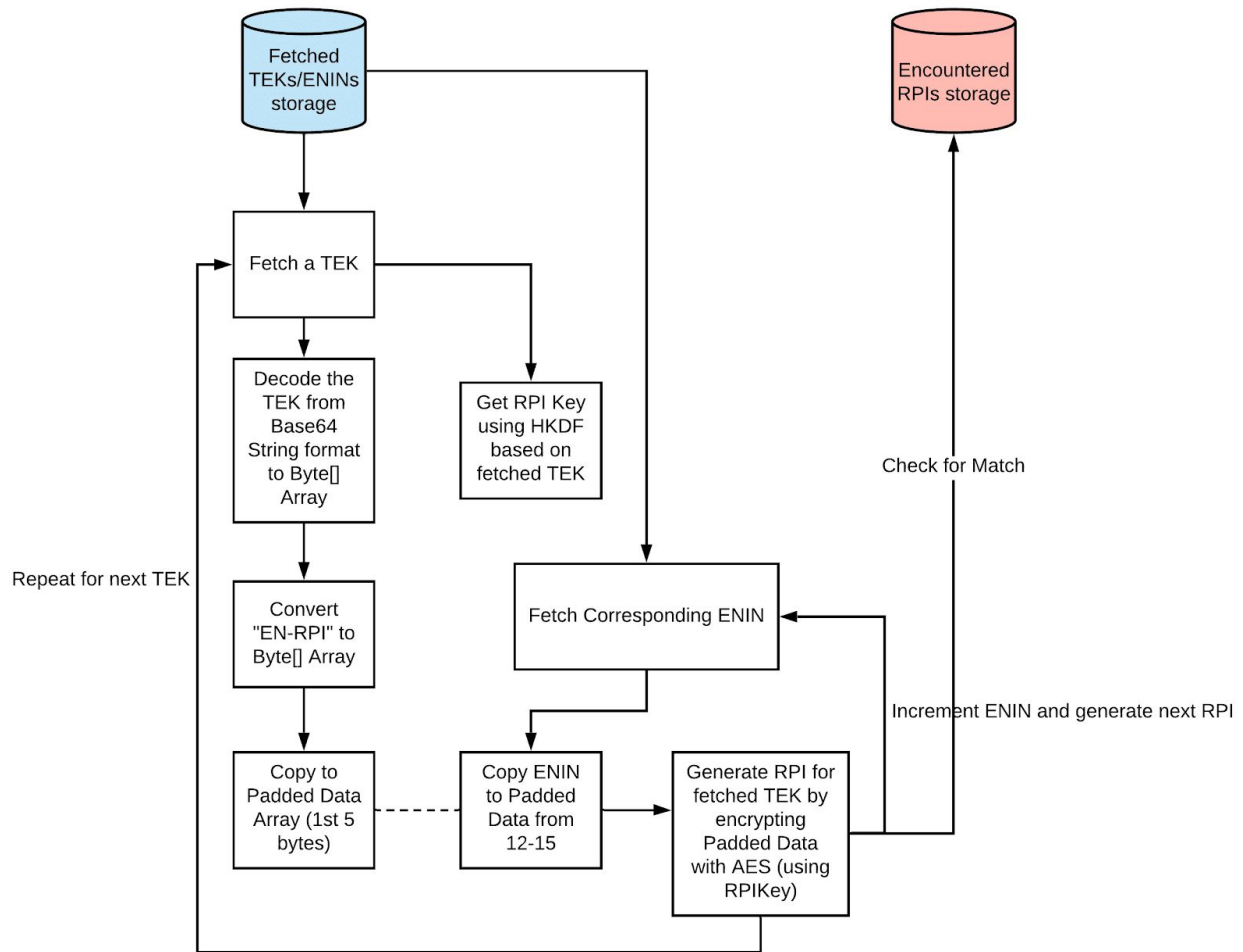 Fetched
TEKs/ENINs
storage
Encountered
RPIs storage
Fetch a TEK
Decode the
TEK from
Base64
String format
to Byte[]
Array
Get RPI Key
using HKDF
based on
fetched TEK
Check for Match
Repeat for next TEK
Convert
"EN-RPI" to
Byte[] Array
Fetch Corresponding ENIN
Increment ENIN and generate next RPI
Copy to
Padded Data
Array (1st 5
bytes)
Copy ENIN
to Padded
Data from
12-15
Generate RPI for
fetched TEK by
encrypting
Padded Data
with AES (using
RPIKey)